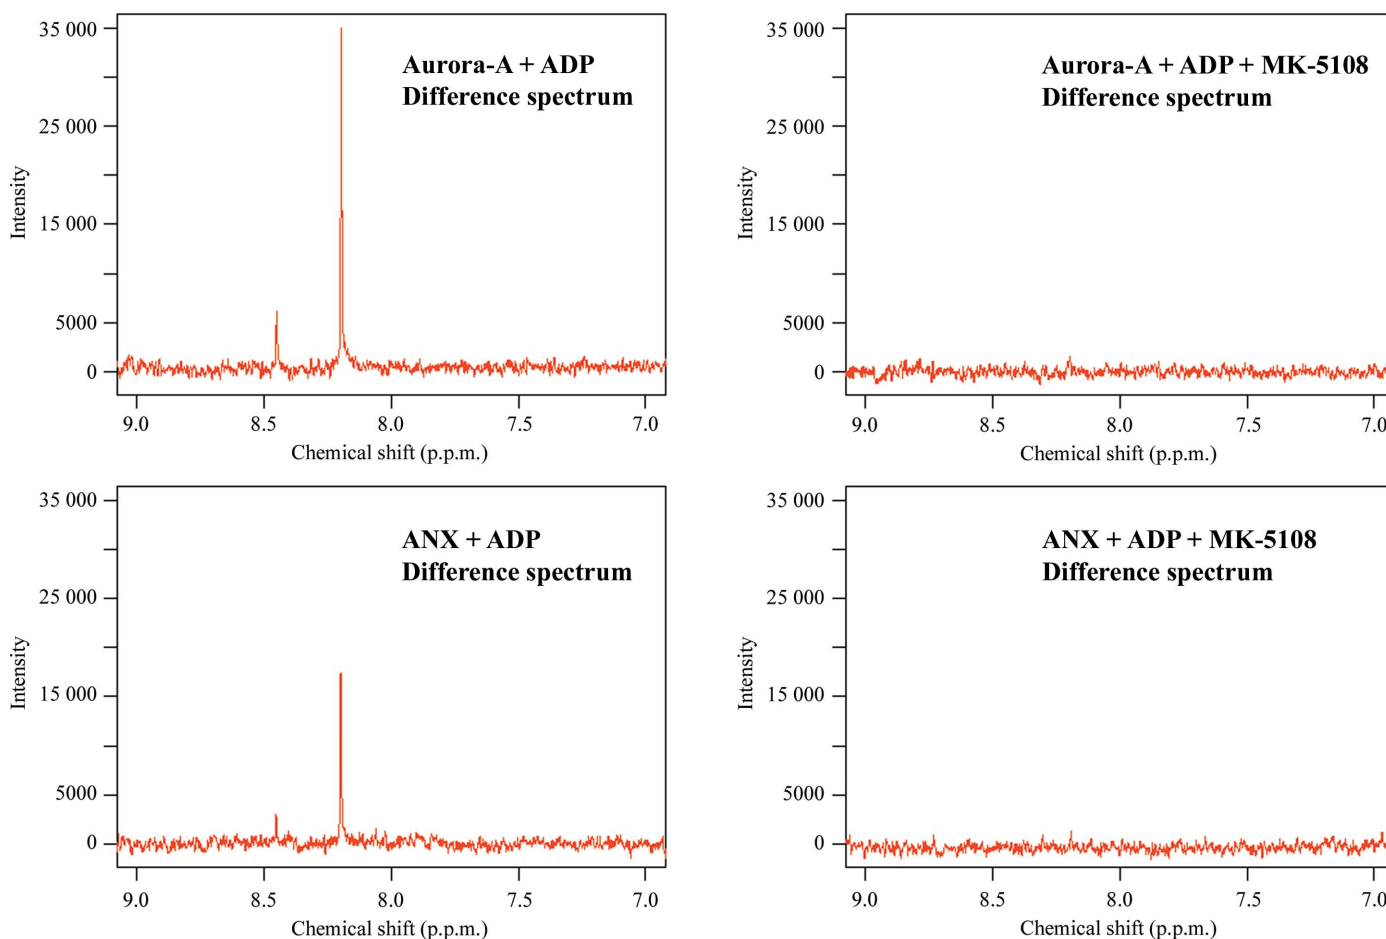 35 000
25 000
15 000
5000
0
Intensity
Aurora-A + ADP
Difference spectrum
9.0 8.5 8.0 7.5 7.0
Chemical shift (p.p.m.)
35 000
25 000
15 000
5000
0
Intensity
Aurora-A + ADP + MK-5108
Difference spectrum
9.0 8.5 8.0 7.5 7.0
Chemical shift (p.p.m.)
35 000
25 000
15 000
5000
0
Intensity
ANX + ADP
Difference spectrum
9.0 8.5 8.0 7.5 7.0
Chemical shift (p.p.m.)
35 000
25 000
15 000
5000
0
Intensity
ANX + ADP + MK-5108
Difference spectrum
9.0 8.5 8.0 7.5 7.0
Chemical shift (p.p.m.)